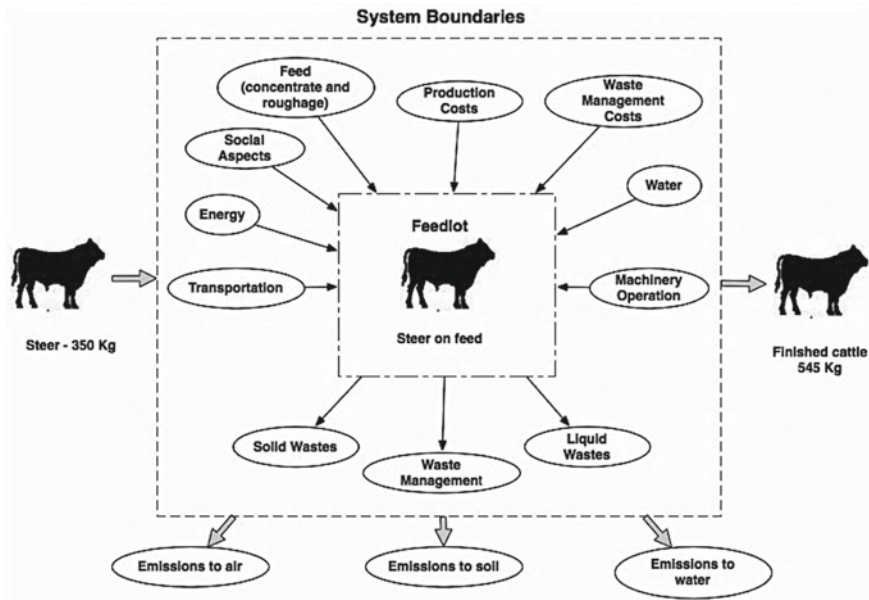 System Boundaries
Feed
(concentrate and
roughage)
Production
Costs
Waste
Management
Costs
Social
Aspects
Water
Energy
Feedlot
Transportation
Machinery
Operation
Steer on feed
Steer - 350 Kg
Finished cattle
545 Kg
Solid Wastes
Liquid
Wastes
Waste
Management
Emissions to air
Emissions to soil
Emissions to
water